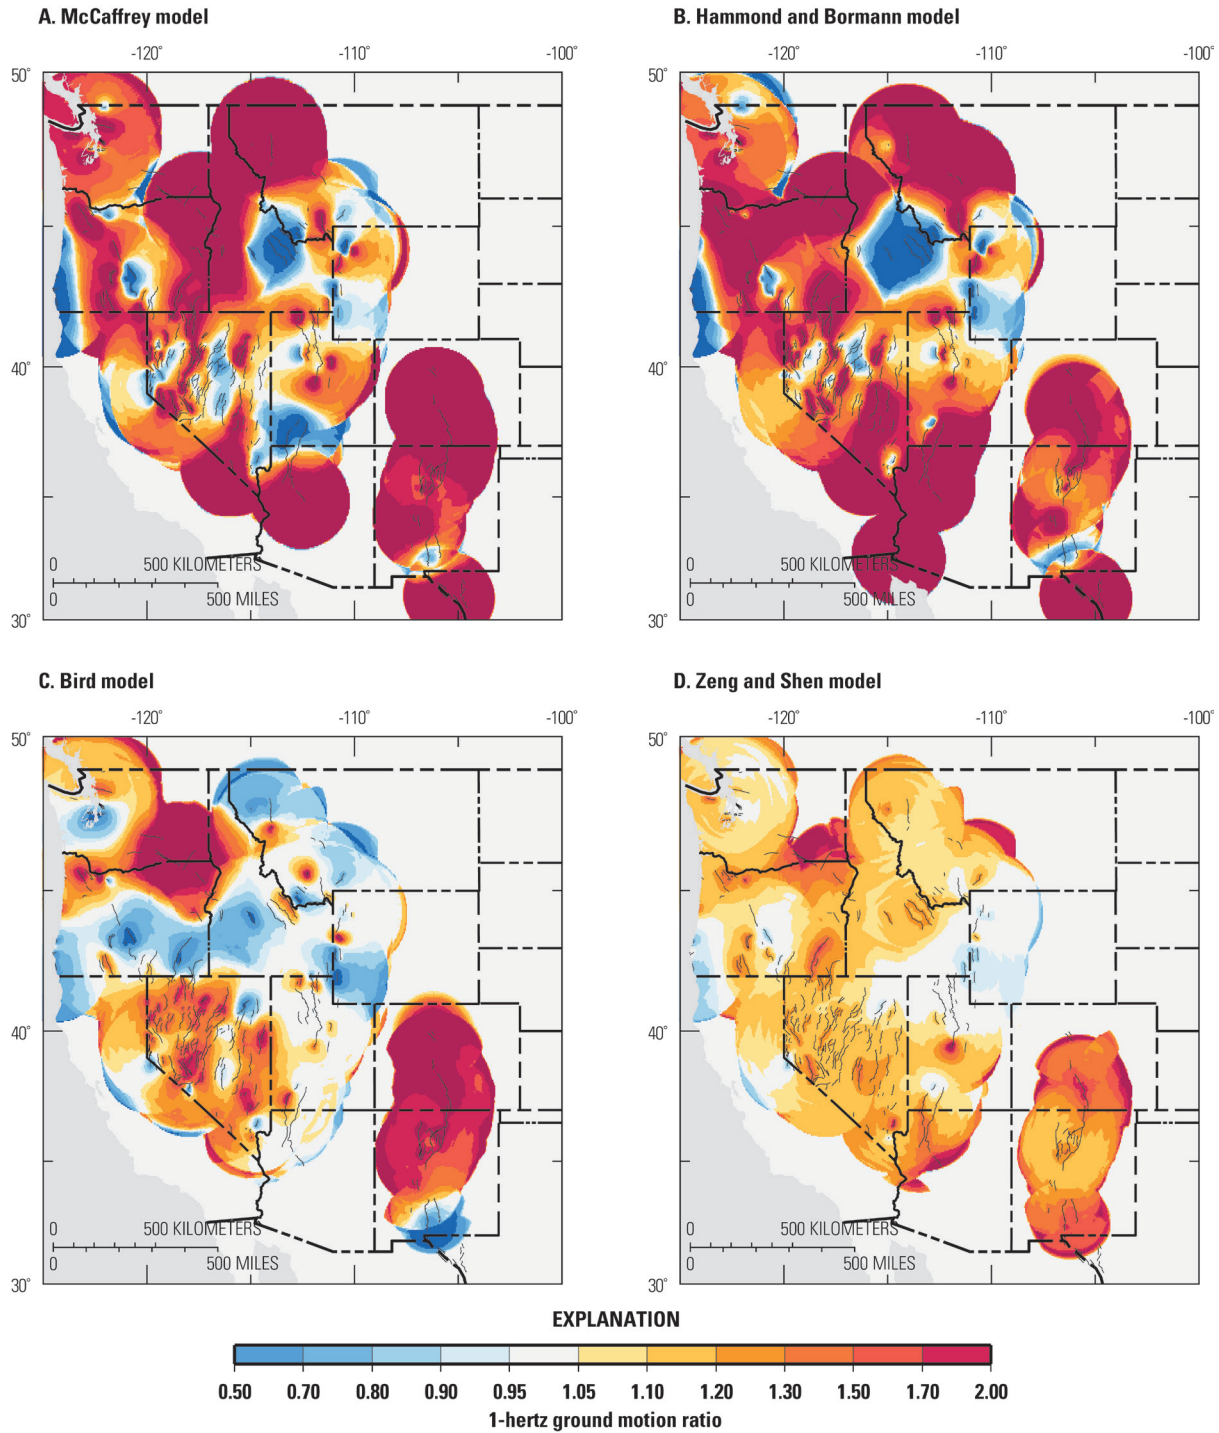 A. McCaffrey model
B. Hammond and Bormann model
-120° -110° -100°
-120° -110° -100°
50°
50°
40°
40°
0 500 KILOMETERS
0 500 KILOMETERS
0 500 MILES
0 500 MILES
30°
30°
C. Bird model
D. Zeng and Shen model
-120° -110° -100°
-120° -110° -100°
50°
50°
40°
40°
0 500 KILOMETERS
0 500 KILOMETERS
0 500 MILES
0 500 MILES
30°
30°
EXPLANATION
0.50 0.70 0.80 0.90 0.95 1.05 1.10 1.20 1.30 1.50 1.70 2.00
1-hertz ground motion ratio